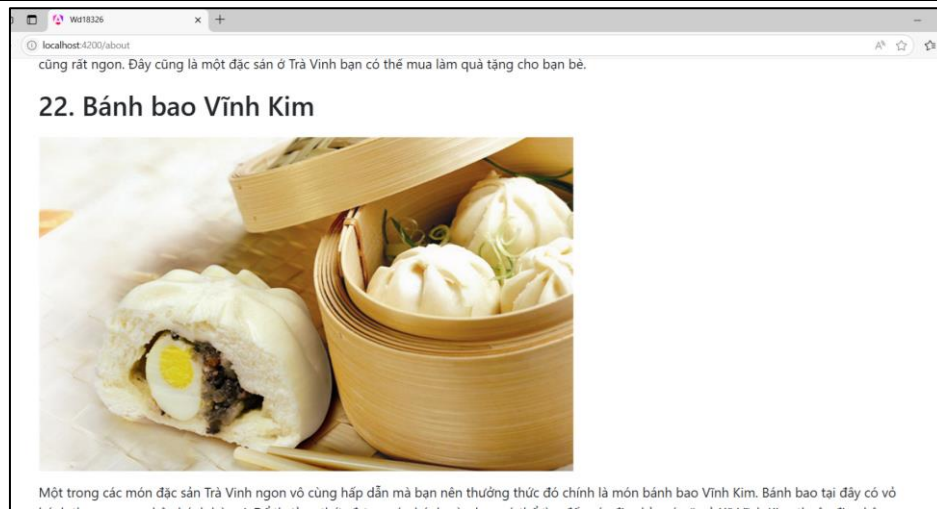 Wd18326
localhost:4200/about
cũng rất ngon. Đây cũng là một đặc sản ở Trà Vinh bạn có thể mua làm quà tặng cho bạn bè.
22. Bánh bao Vĩnh Kim
Một trong các món đặc sản Trà Vinh ngon vô cùng hấp dẫn mà bạn nên thưởng thức đó chính là món bánh bao Vĩnh Kim. Bánh bao tại đây có vỏ